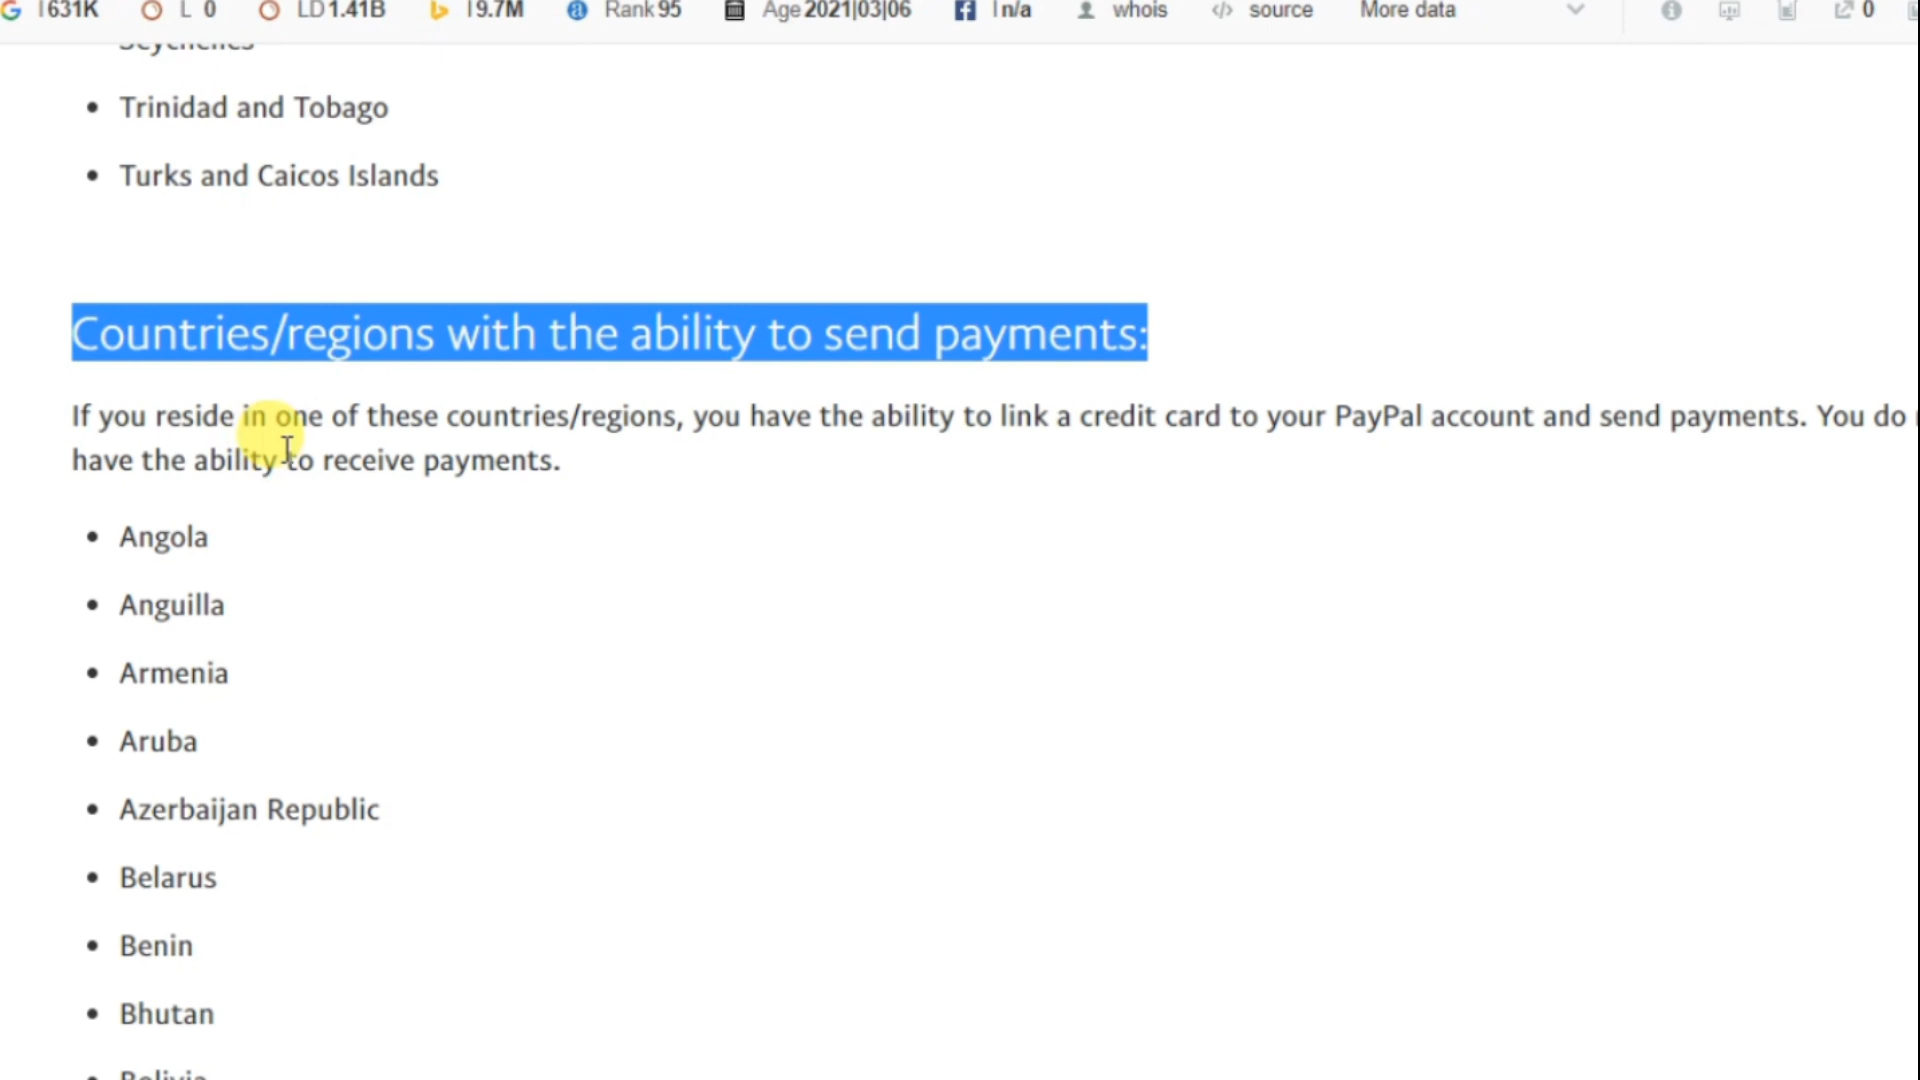 I 631K L 0 LD 1.41B I 9.7M Rank 95 Age 2021|03|06 I n/a whois source More data 0
Seychelles
• Trinidad and Tobago
• Turks and Caicos Islands
Countries/regions with the ability to send payments:
If you reside in one of these countries/regions, you have the ability to link a credit card to your PayPal account and send payments. You do
have the ability to receive payments.
• Angola
• Anguilla
• Armenia
• Aruba
• Azerbaijan Republic
• Belarus
• Benin
• Bhutan
• Bolivia